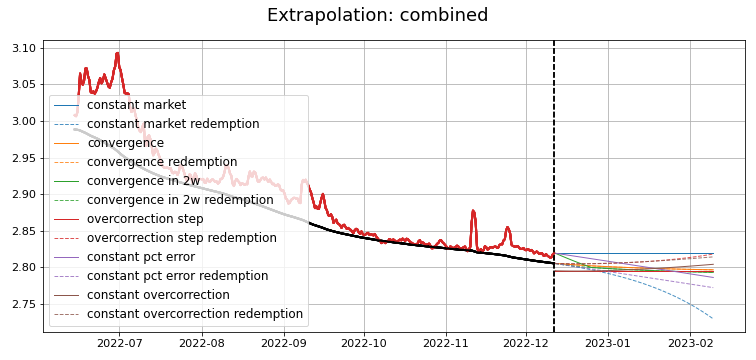 Extrapolation: combined
3.10
3.05
3.00
2.95
2.90
2.85
2.80
2.75
constant market
constant market redemption
convergence
convergence redemption
convergence in 2w
convergence in 2w redemption
overcorrection step
overcorrection step redemption
constant pct error
constant pct error redemption
constant overcorrection
constant overcorrection redemption
2022-07 2022-08 2022-09 2022-10 2022-11 2022-12 2023-01 2023-02